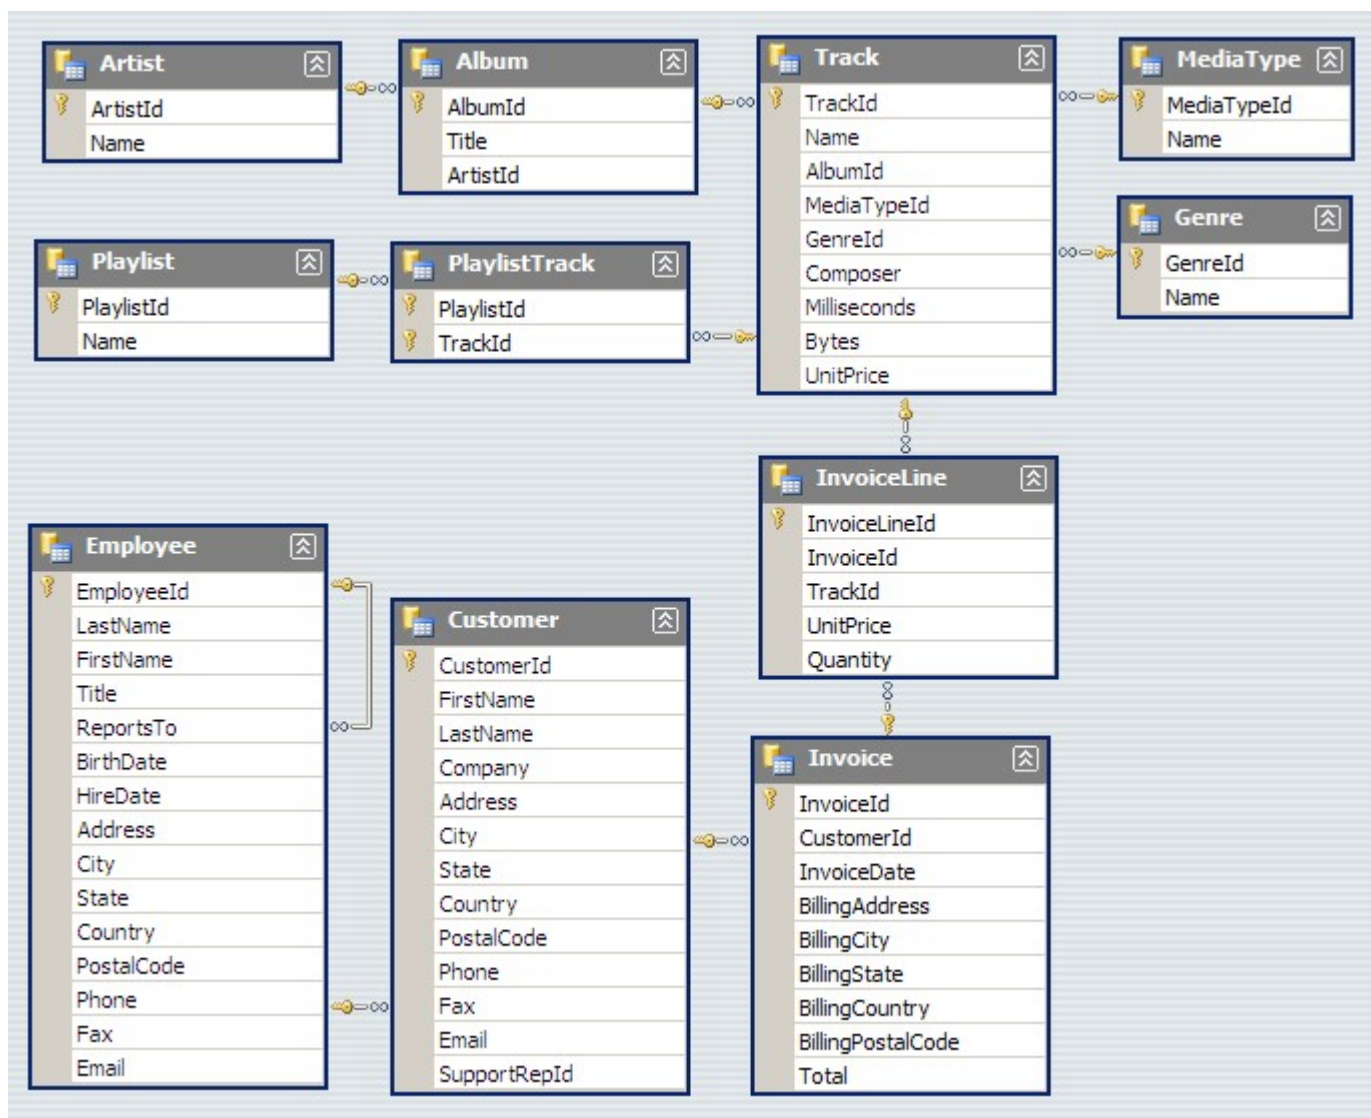 Artist
ArtistId
Name
Album
AlbumId
Title
ArtistId
Track
TrackId
Name
AlbumId
MediaTypeId
GenreId
Composer
Milliseconds
Bytes
UnitPrice
MediaType
MediaTypeId
Name
Genre
GenreId
Name
Playlist
PlaylistId
Name
PlaylistTrack
PlaylistId
TrackId
InvoiceLine
InvoiceLineId
InvoiceId
TrackId
UnitPrice
Quantity
Employee
EmployeeId
LastName
FirstName
Title
ReportsTo
BirthDate
HireDate
Address
City
State
Country
PostalCode
Phone
Fax
Email
Customer
CustomerId
FirstName
LastName
Company
Address
City
State
Country
PostalCode
Phone
Fax
Email
SupportRepId
Invoice
InvoiceId
CustomerId
InvoiceDate
BillingAddress
BillingCity
BillingState
BillingCountry
BillingPostalCode
Total